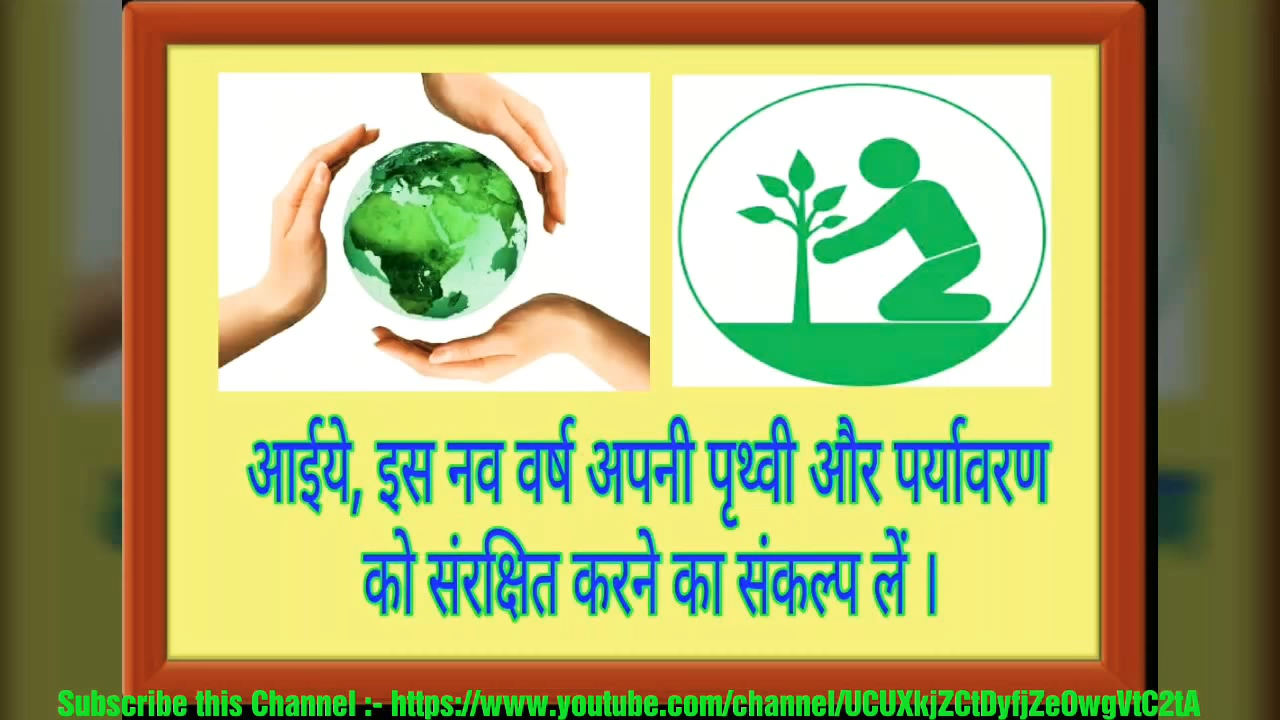 आईये, इस नव वर्ष अपनी पृथ्वी और पर्यावरण
को संरक्षित करने का संकल्प लें ।
Subscribe this Channel :- https://www.youtube.com/channel/UCUXkjZCtDyfjZeOwgVtC2tA